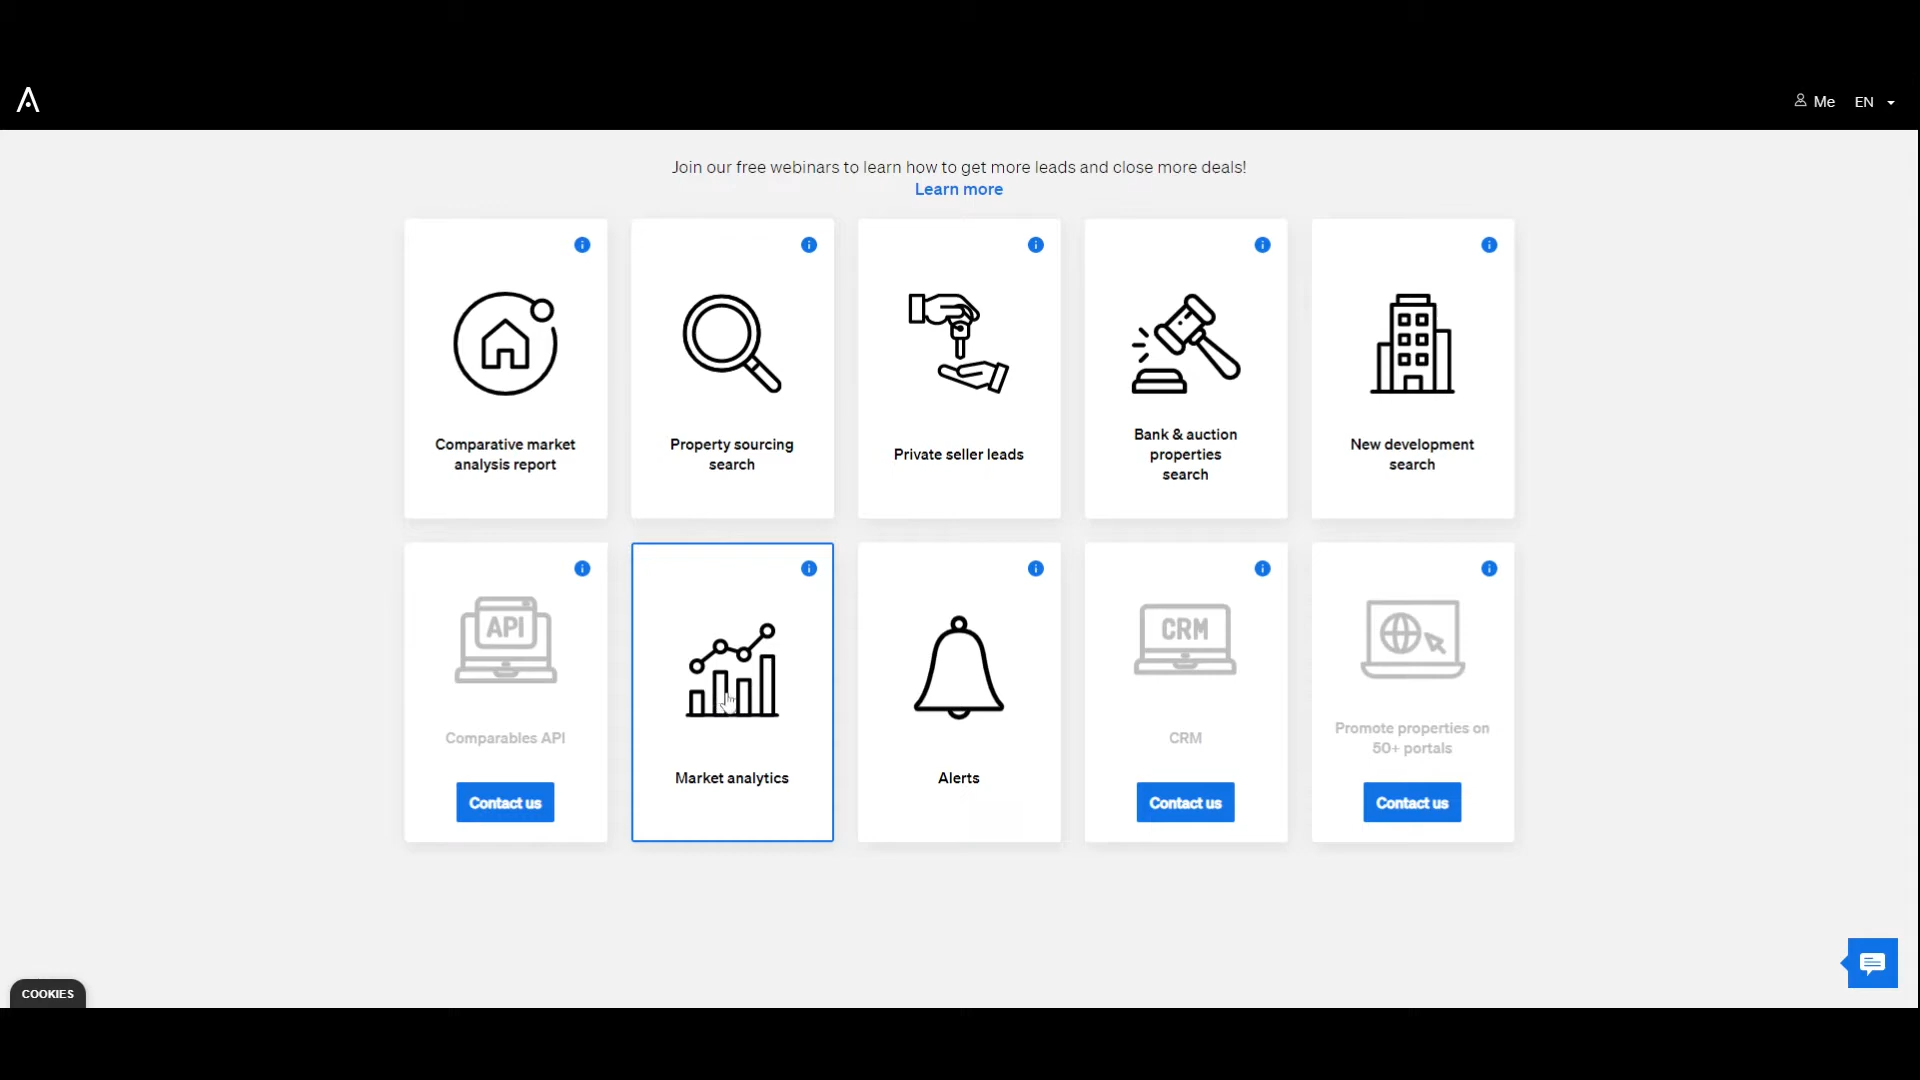 Me EN
Join our free webinars to learn how to get more leads and close more deals!
Learn more
Comparative market
analysis report
Property sourcing
search
Private seller leads
Bank & auction
properties
search
New development
search
API
Comparables API
Contact us
Market analytics
Alerts
CRM
CRM
Contact us
Promote properties on
50+ portals
Contact us
COOKIES